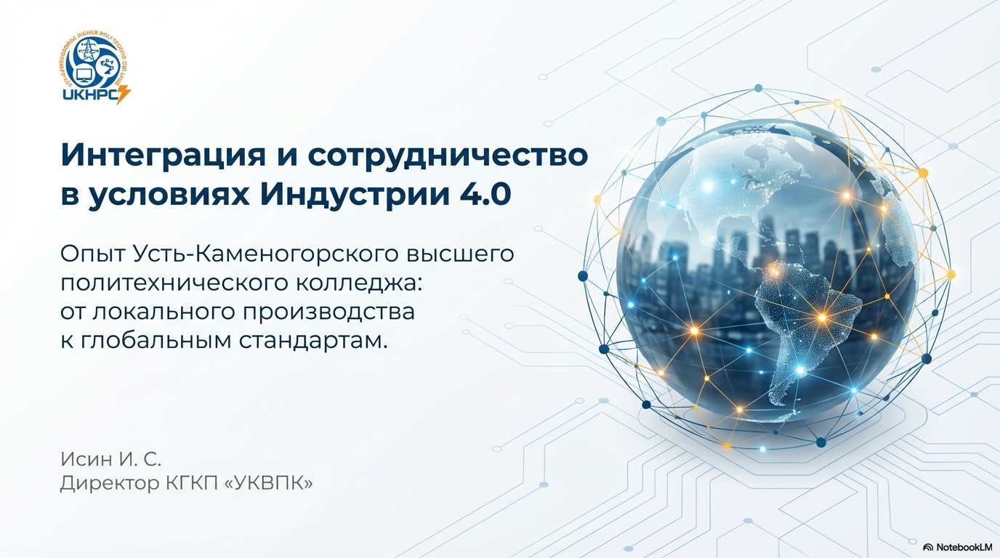 UKHPC
Интеграция и сотрудничество
в условиях Индустрии 4.0
Опыт Усть-Каменогорского высшего
политехнического колледжа:
от локального производства
к глобальным стандартам.
Исин И. С.
Директор КГКП «УКВПК»
NotebookLM